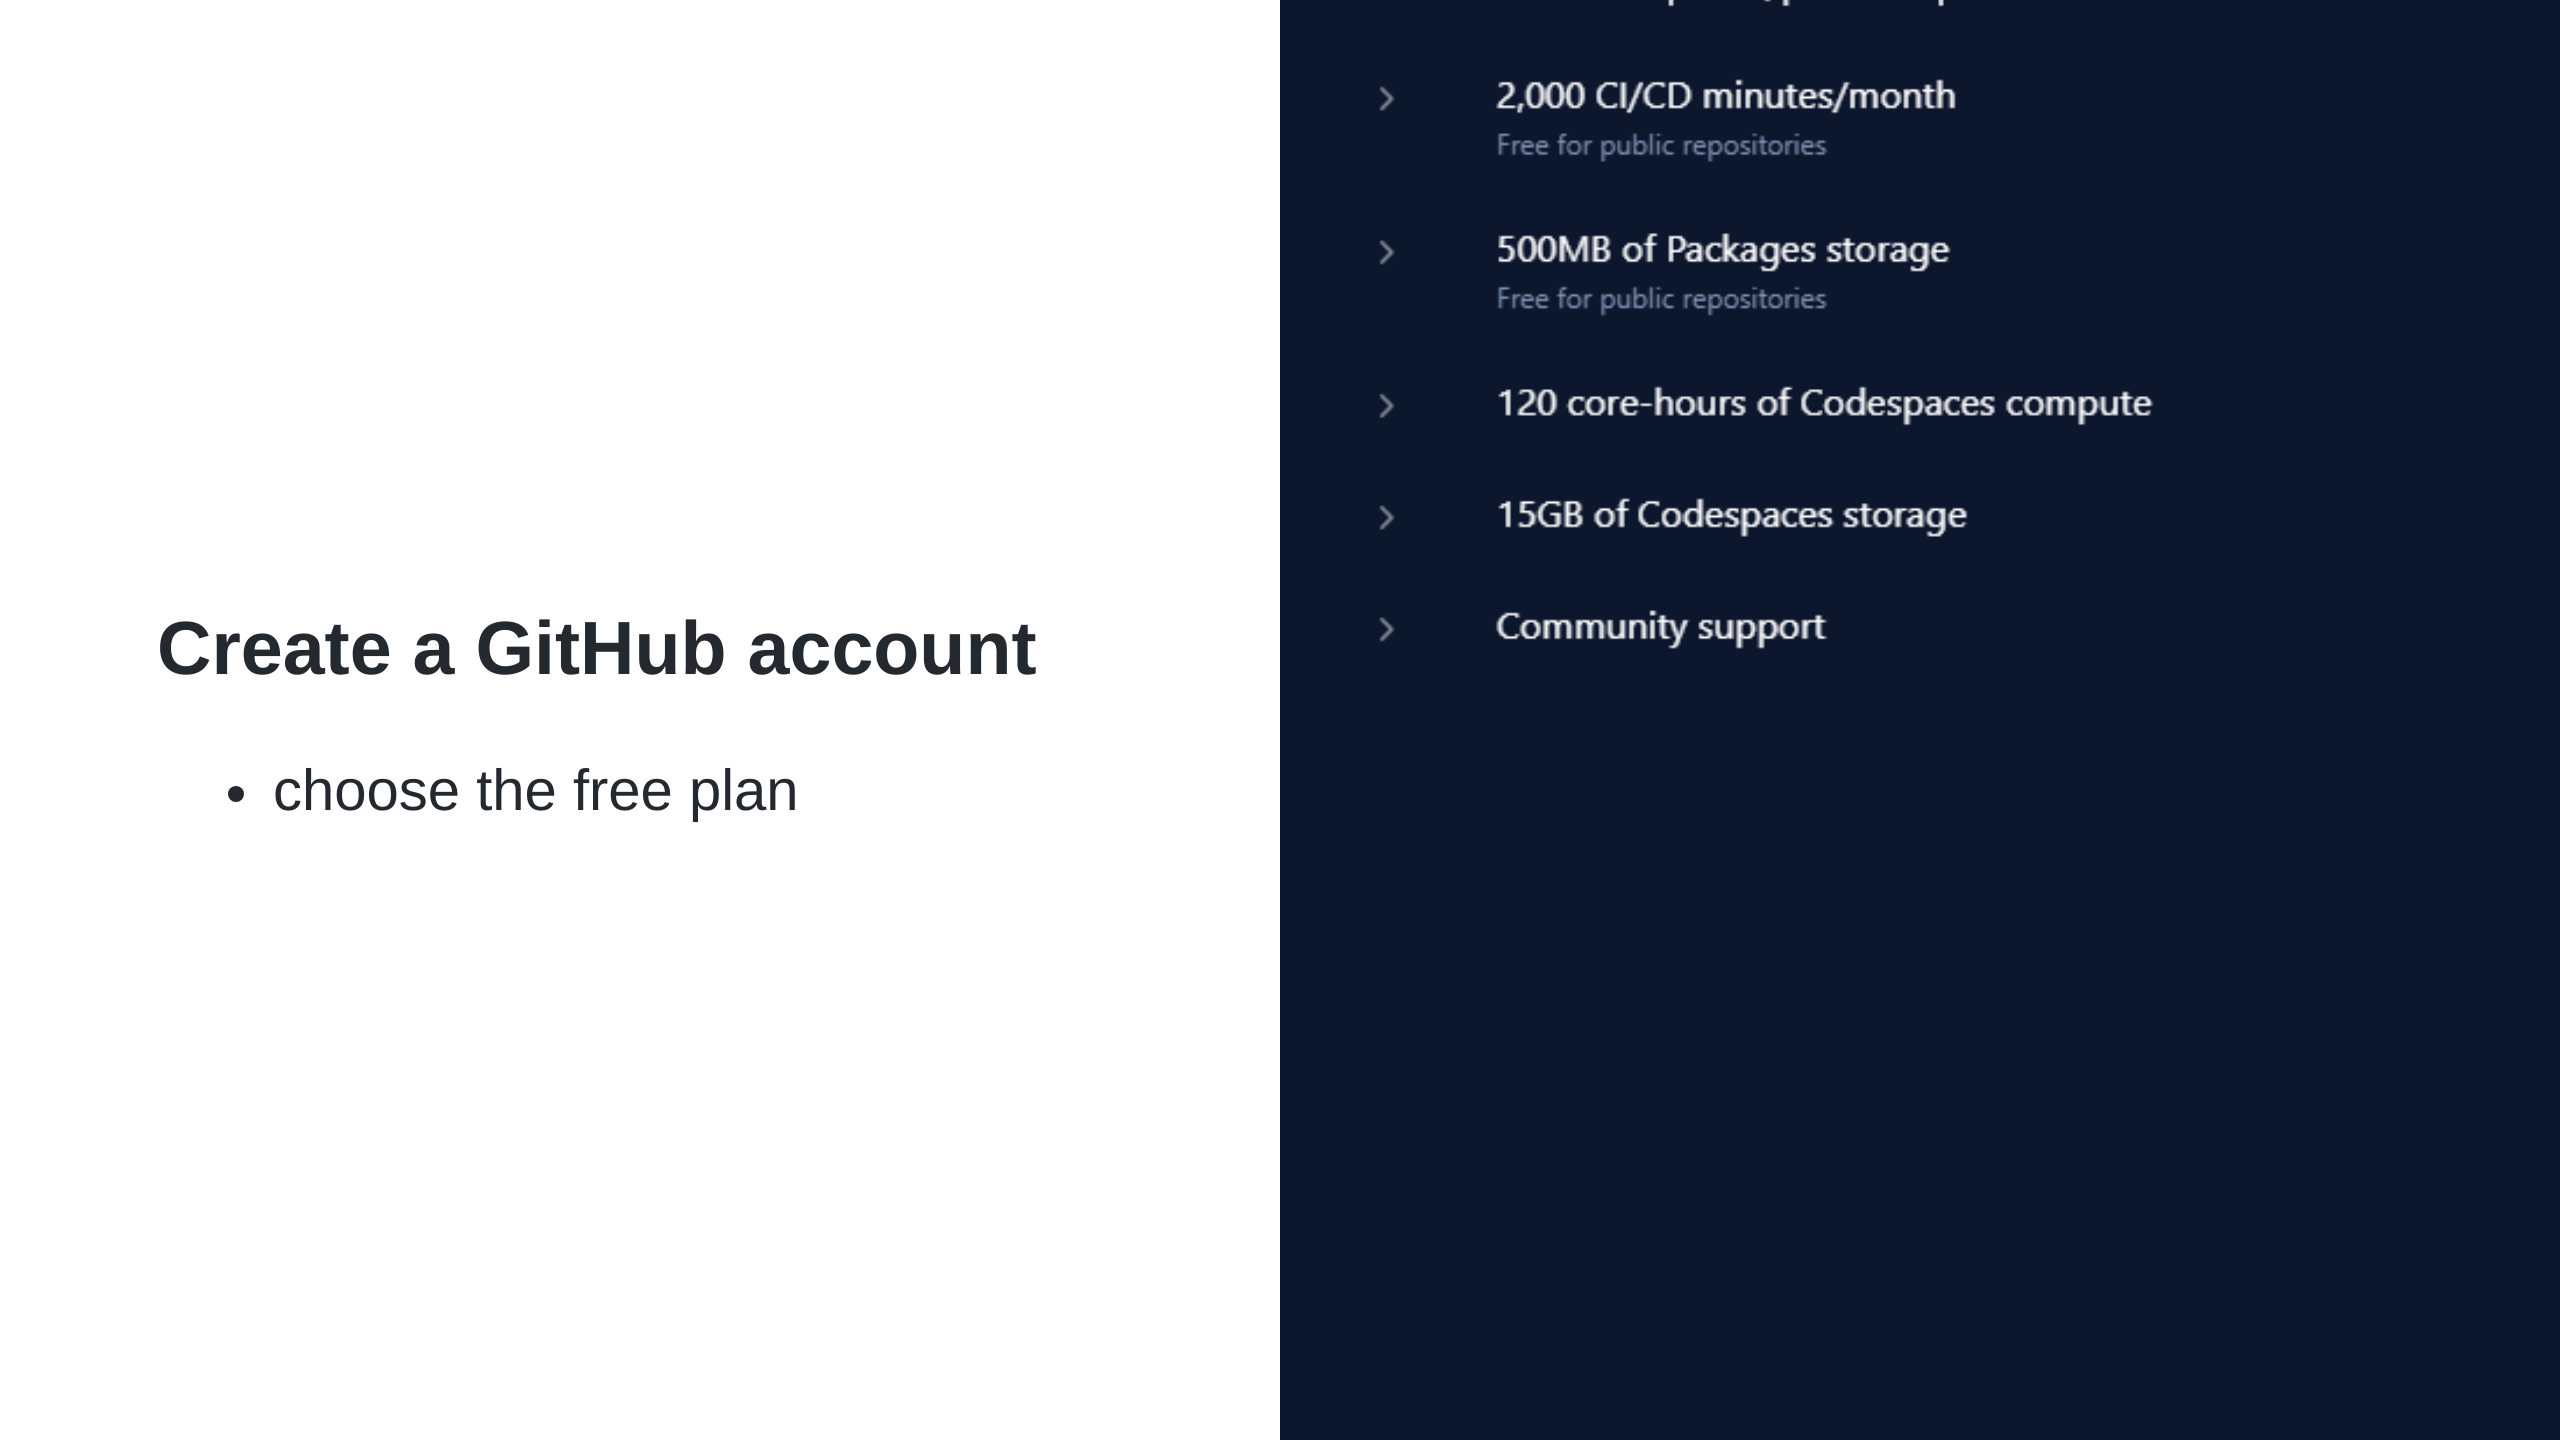 Create a GitHub account
• choose the free plan
2,000 CI/CD minutes/month
Free for public repositories
500MB of Packages storage
Free for public repositories
120 core-hours of Codespaces compute
15GB of Codespaces storage
Community support